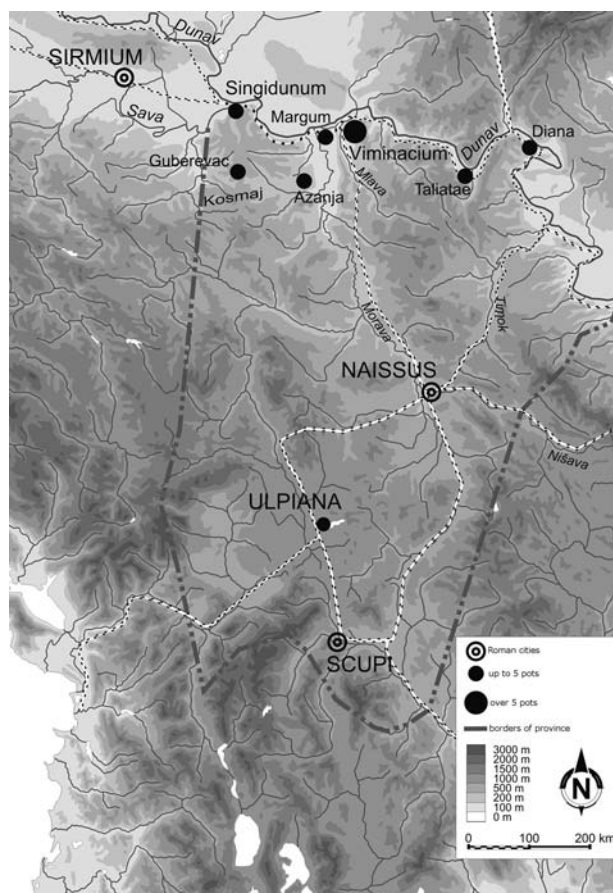 Dunav
SIRMIUM
Singidunum
Sava
Margum
Diana
Dunav
Viminacium
Guberevac
Mlava
Taliatae
Kosmaj
Azanja
Timok
Morava
NAISSUS
Nišava
ULPIANA
SCUPI
Roman cities
up to 5 pots
over 5 pots
borders of province
3000 m
2000 m
1500 m
1000 m
500 m
200 m
100 m
0 m
N
0 100 200 km